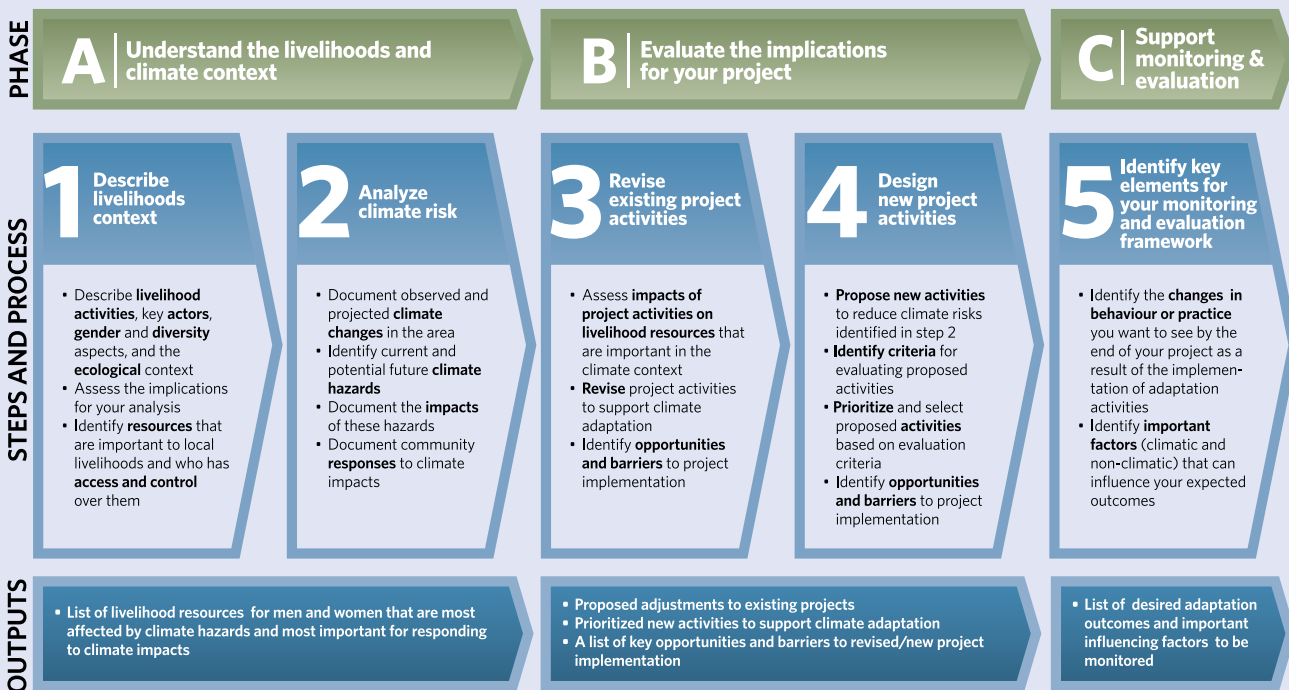 PHASE
A
Understand the livelihoods and
climate context
B
Evaluate the implications
for your project
C
Support
monitoring &
evaluation
STEPS AND PROCESS
1
Describe
livelihoods
context
• Describe livelihood
activities, key actors,
gender and diversity
aspects, and the
ecological context
• Assess the implications
for your analysis
• Identify resources that
are important to local
livelihoods and who has
access and control
over them
2
Analyze
climate risk
• Document observed and
projected climate
changes in the area
• Identify current and
potential future climate
hazards
• Document the impacts
of these hazards
• Document community
responses to climate
impacts
3
Revise
existing project
activities
• Assess impacts of
project activities on
livelihood resources that
are important in the
climate context
• Revise project activities
to support climate
adaptation
• Identify opportunities
and barriers to project
implementation
4
Design
new project
activities
• Propose new activities
to reduce climate risks
identified in step 2
• Identify criteria for
evaluating proposed
activities
• Prioritize and select
proposed activities
based on evaluation
criteria
• Identify opportunities
and barriers to project
implementation
5
Identify key
elements for
your monitoring
and evaluation
framework
• Identify the changes in
behaviour or practice
you want to see by the
end of your project as a
result of the implemen-
tation of adaptation
activities
• Identify important
factors (climatic and
non-climatic) that can
influence your expected
outcomes
OUTPUTS
• List of livelihood resources for men and women that are most
affected by climate hazards and most important for responding
to climate impacts
• Proposed adjustments to existing projects
• Prioritized new activities to support climate adaptation
• A list of key opportunities and barriers to revised/new project
implementation
• List of desired adaptation
outcomes and important
influencing factors to be
monitored